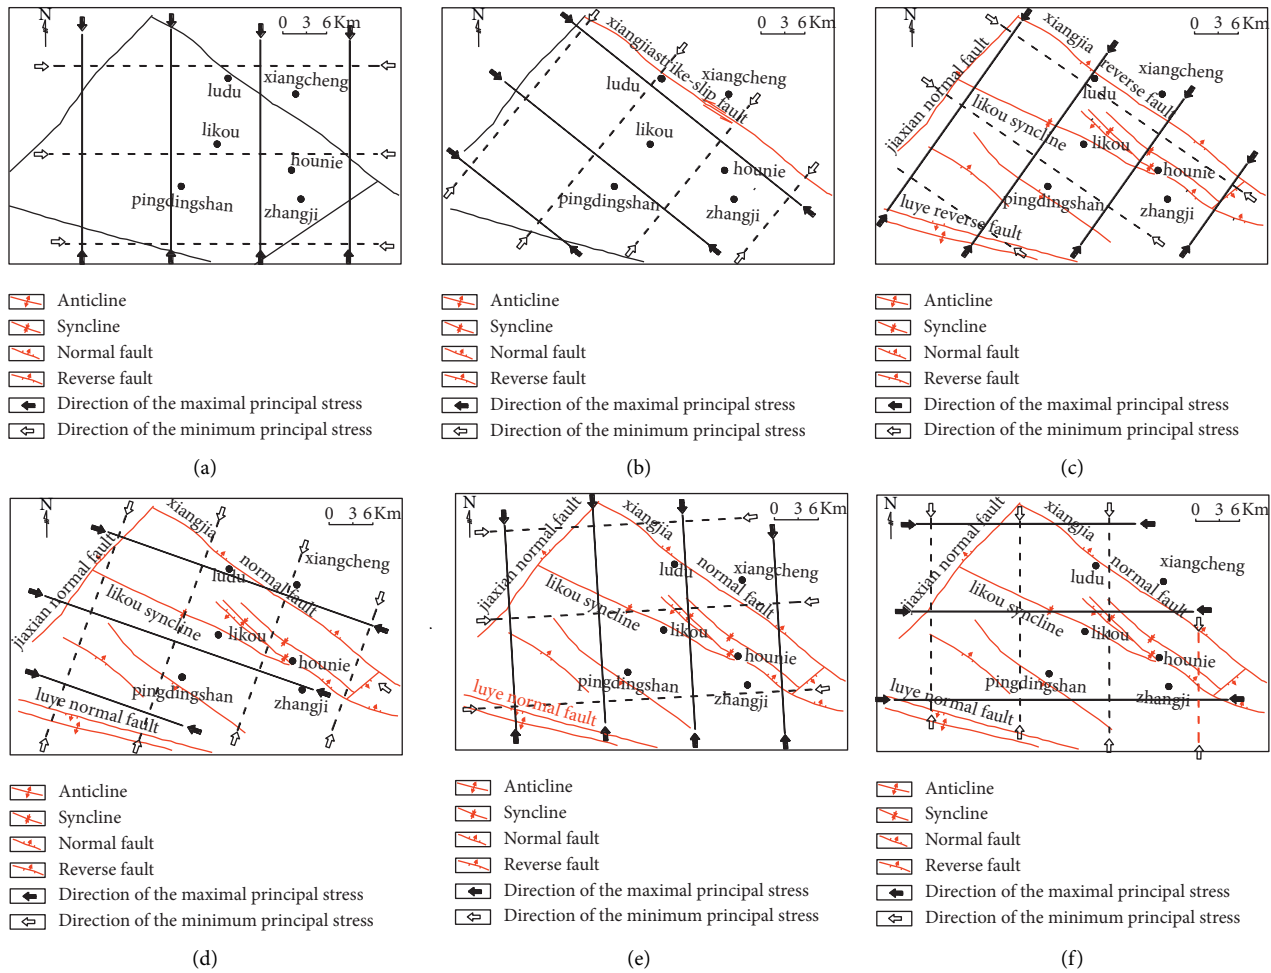 N
0 3 6Km
xiangcheng
ludu
likou
hounie
pingdingshan
zhangji
Anticline
Syncline
Normal fault
Reverse fault
Direction of the maximal principal stress
Direction of the minimum principal stress
(a)
N
0 3 6Km
xiangjiastrike-slip fault
xiangcheng
ludu
likou
hounie
pingdingshan
zhangji
Anticline
Syncline
Normal fault
Reverse fault
Direction of the maximal principal stress
Direction of the minimum principal stress
(b)
N
0 3 6Km
xiangjia reverse fault
jiaxian normal fault
xiangcheng
ludu
likou syncline
likou
hounie
pingdingshan
zhangji
luye reverse fault
Anticline
Syncline
Normal fault
Reverse fault
Direction of the maximal principal stress
Direction of the minimum principal stress
(c)
N
0 3 6Km
xiangjia normal fault
jiaxian normal fault
xiangcheng
ludu
likou syncline
likou
hounie
pingdingshan
zhangji
luye normal fault
Anticline
Syncline
Normal fault
Reverse fault
Direction of the maximal principal stress
Direction of the minimum principal stress
(d)
N
0 3 6Km
xiangjia normal fault
jiaxian normal fault
xiangcheng
ludu
likou syncline
likou
hounie
pingdingshan
zhangji
luye normal fault
Anticline
Syncline
Normal fault
Reverse fault
Direction of the maximal principal stress
Direction of the minimum principal stress
(e)
N
0 3 6Km
xiangjia normal fault
jiaxian normal fault
xiangcheng
ludu
likou syncline
likou
hounie
pingdingshan
zhangji
luye normal fault
Anticline
Syncline
Normal fault
Reverse fault
Direction of the maximal principal stress
Direction of the minimum principal stress
(f)